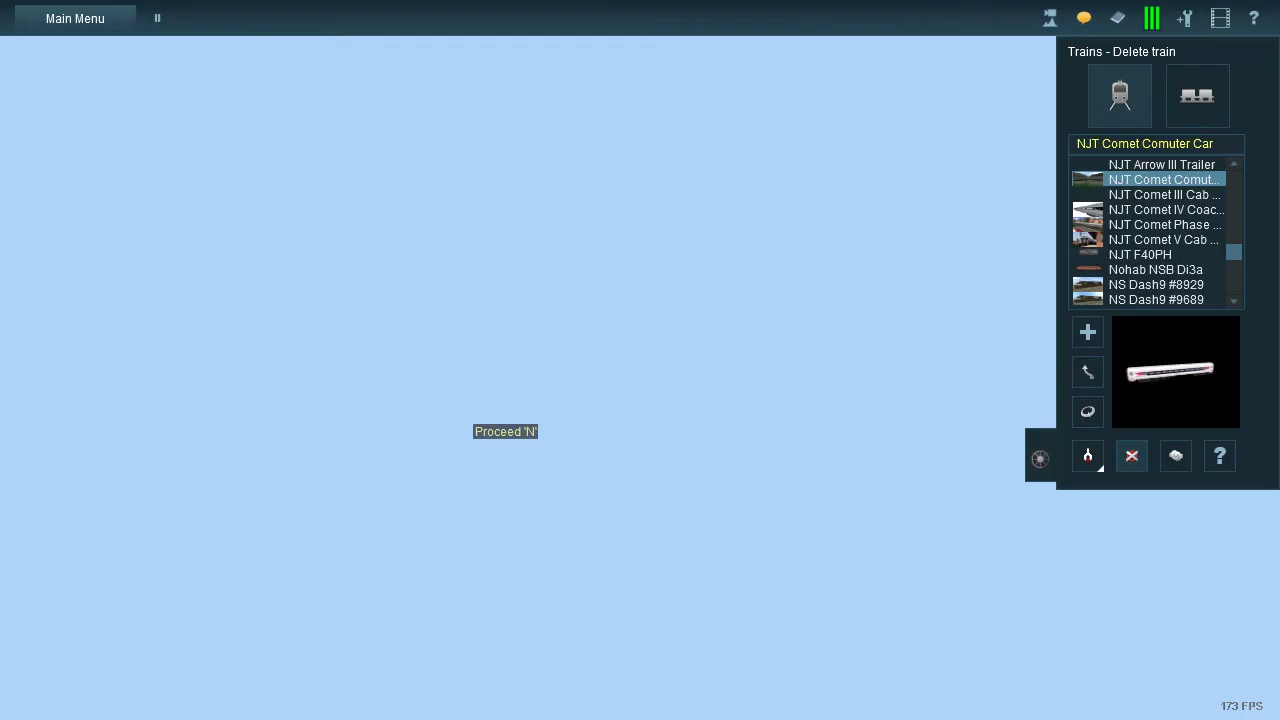 Main Menu
?
Trains - Delete train
NJT Comet Comuter Car
NJT Arrow III Trailer
NJT Comet Comut...
NJT Comet III Cab ...
NJT Comet IV Coac...
NJT Comet Phase ...
NJT Comet V Cab ...
NJT F40PH
Nohab NSB Di3a
NS Dash9 #8929
NS Dash9 #9689
Proceed 'N'
?
173 FPS